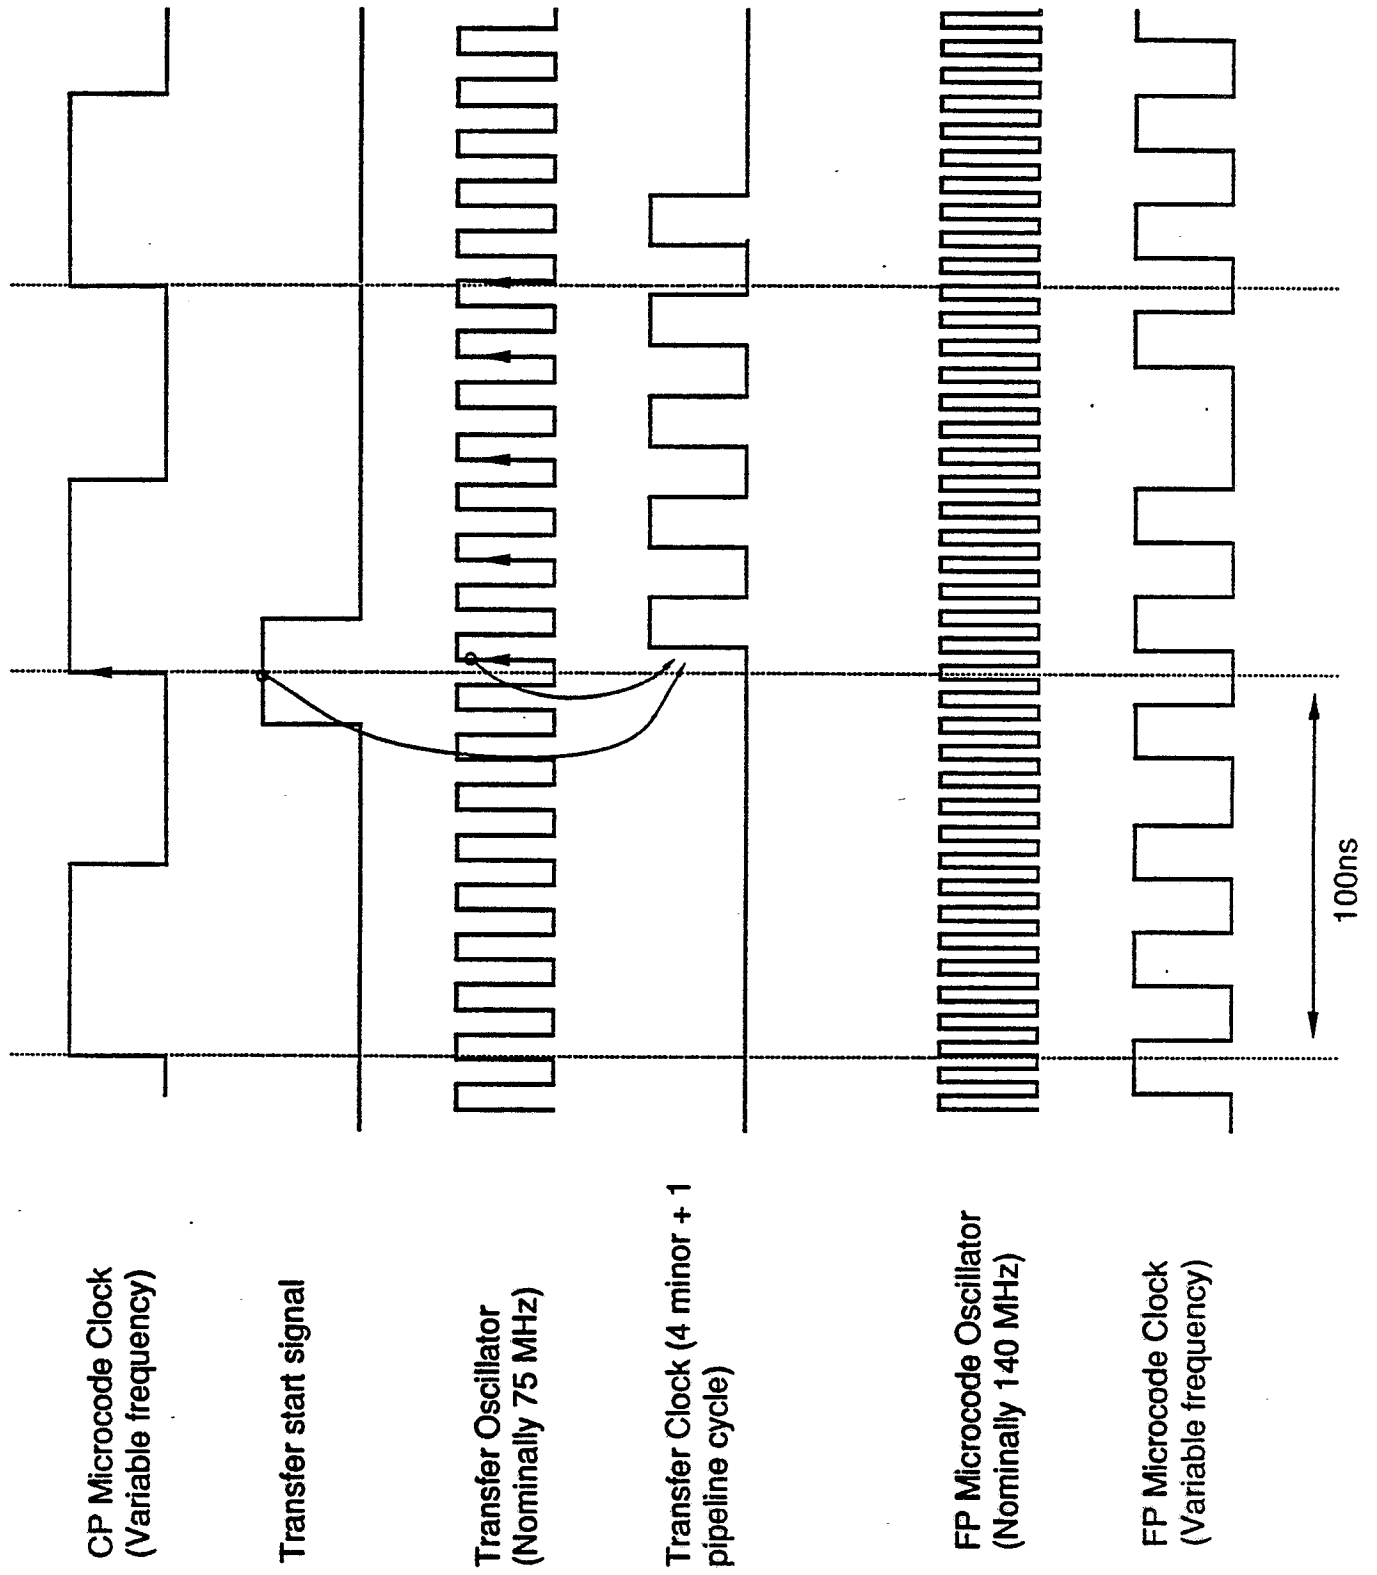 CP Microcode Clock
(Variable frequency)
Transfer start signal
Transfer Oscillator
(Nominally 75 MHz)
Transfer Clock (4 minor + 1
pipeline cycle)
FP Microcode Oscillator
(Nominally 140 MHz)
FP Microcode Clock
(Variable frequency)
100ns